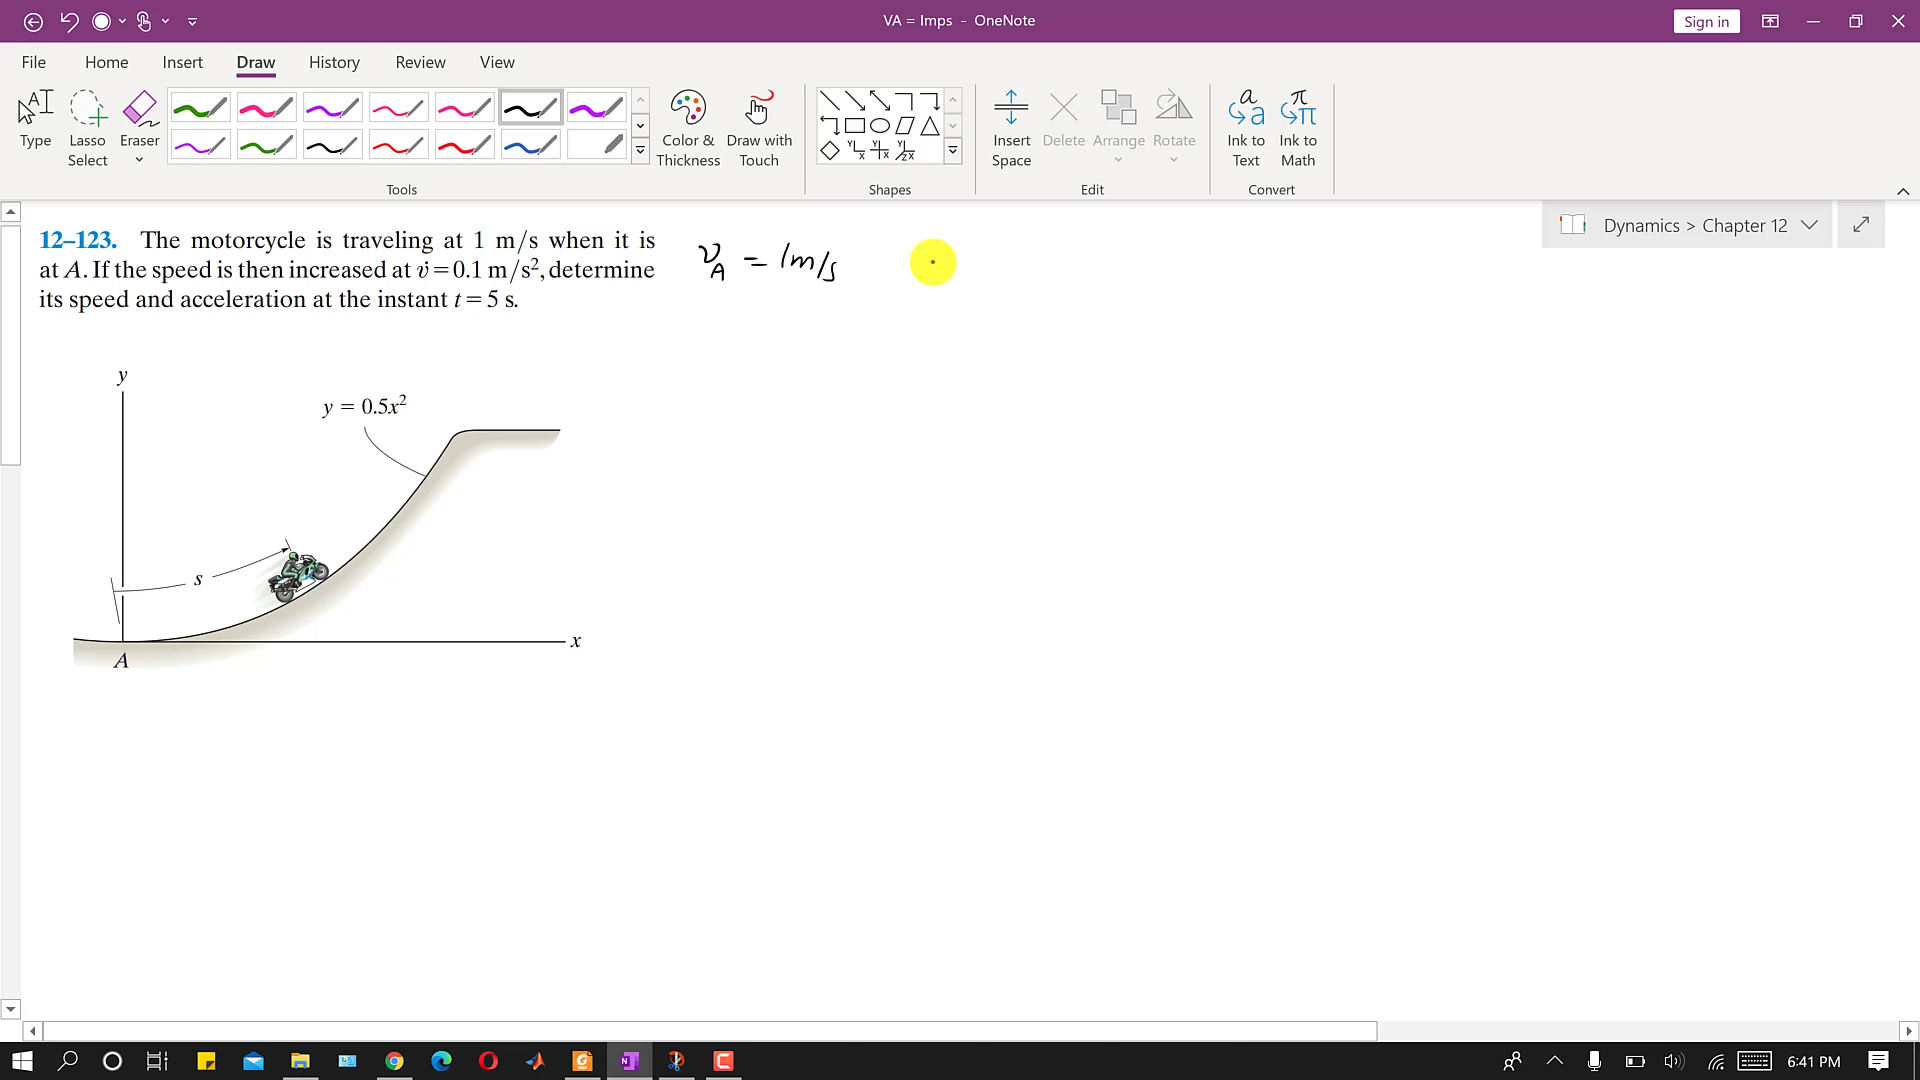 VA = lmps - OneNote
Sign in
File Home Insert Draw History Review View
Type
Lasso Select
Eraser
Color & Thickness
Draw with Touch
Insert Space
Delete
Arrange
Rotate
Ink to Text
Ink to Math
Tools
Shapes
Edit
Convert
Dynamics > Chapter 12
12–123. The motorcycle is traveling at 1 m/s when it is
at A. If the speed is then increased at v̇ = 0.1 m/s², determine
its speed and acceleration at the instant t = 5 s.
v_A = 1m/s
y
y = 0.5x²
s
x
A
6:41 PM